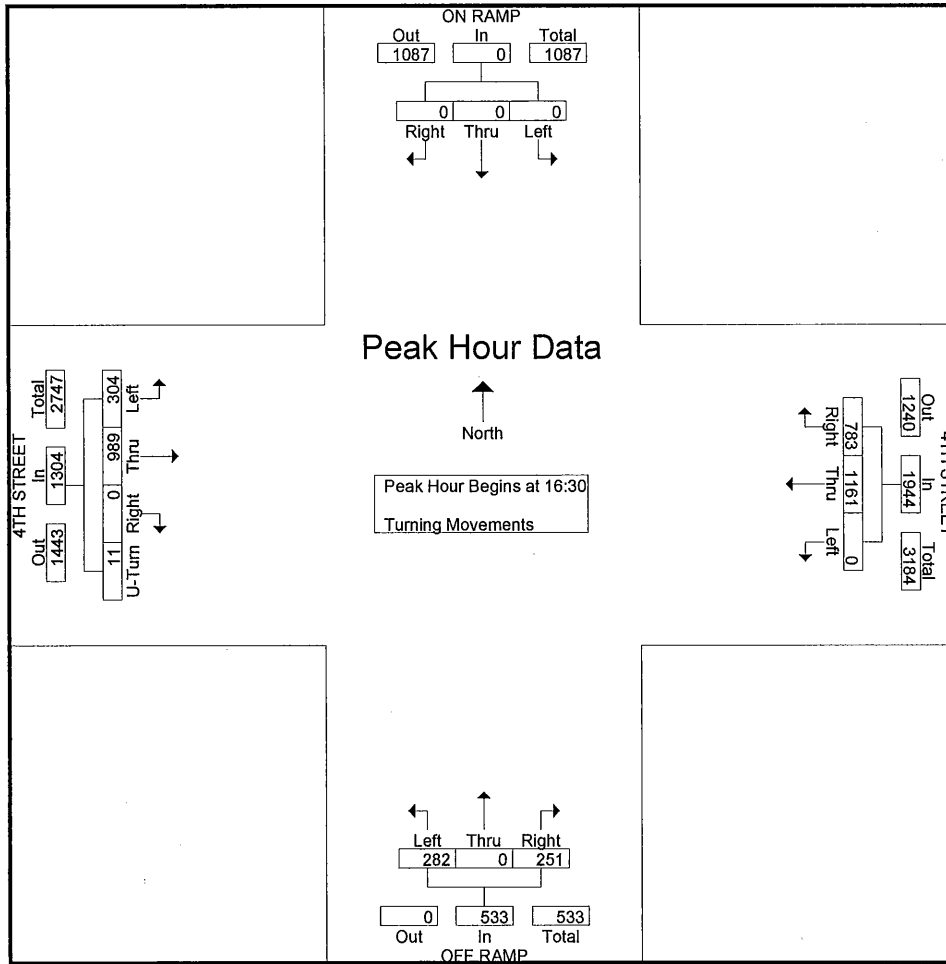 ON RAMP
Out In Total
1087 0 1087
0 0 0
Right Thru Left
Peak Hour Data
North
Peak Hour Begins at 16:30
Turning Movements
4TH STREET
Total In Out
2747 1304 1443
304 989 0 11
Left Thru Right U-Turn
Right Thru Left
783 1161 0
1240 1944 3184
Out In Total
4TH STREET
Left Thru Right
282 0 251
0 533 533
Out In Total
OFF RAMP